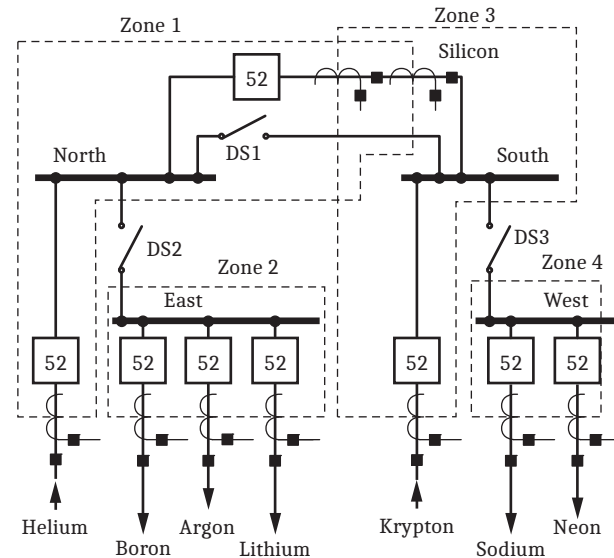 Zone 1
Zone 3
Silicon
52
North
DS1
South
DS2
DS3
Zone 2
Zone 4
East
West
52
52
52
52
52
52
52
Helium
Argon
Krypton
Neon
Boron
Lithium
Sodium